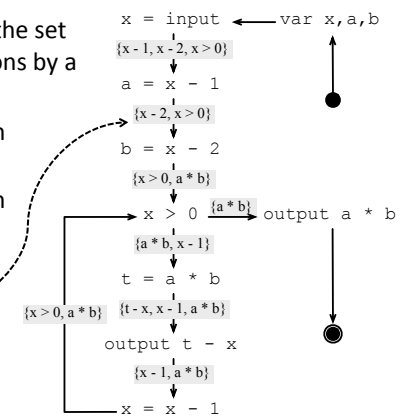 the set
ons by a
n
n
x = input
var x,a,b
{x - 1, x - 2, x > 0}
a = x - 1
{x - 2, x > 0}
b = x - 2
{x > 0, a * b}
x > 0
{a * b}
output a * b
{a * b, x - 1}
t = a * b
{x > 0, a * b}
{t - x, x - 1, a * b}
output t - x
{x - 1, a * b}
x = x - 1